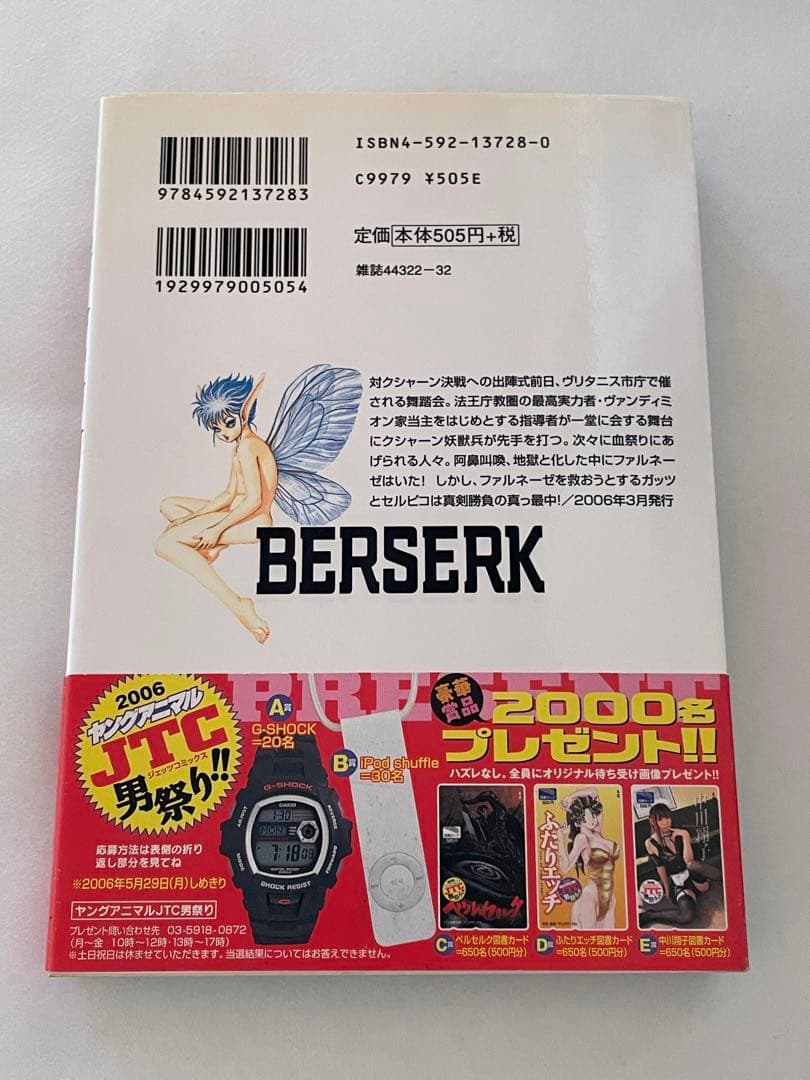 ISBN4-592-13728-0
C9979 ¥505E
9784592137283
定価 本体505円+税
雑誌44322-32
1929979005054
対クシャーン決戦への出陣式前日、ヴリタニス市庁で催
される舞踏会。法王庁教圏の最高実力者・ヴァンディミ
オン家当主をはじめとする指導者が一堂に会する舞台
にクシャーン妖獣兵が先手を打つ。次々に血祭りにあ
げられる人々。阿鼻叫喚、地獄と化した中にファルネー
ゼはいた! しかし、ファルネーゼを救おうとするガッツ
とセルピコは真剣勝負の真っ最中!/2006年3月発行
BERSERK
PRESENT
2006
ヤングアニマル
JTC
ジェッツコミックス
男祭り!!
応募方法は表側の折り
返し部分を見てね
※2006年5月29日(月)しめきり
ヤングアニマルJTC男祭り
プレゼント問い合わせ先 03-5918-0872
(月〜金 10時〜12時・13時〜17時)
※土日祝日は休ませていただきます。当選結果についてはお答えできません。
A賞
G-SHOCK
=20名
G-SHOCK
CASIO
SHOCK RESIST
B賞 iPod shuffle
=30名
豪華
賞品
2000名
プレゼント!!
ハズレなし。全員にオリジナル待ち受け画像プレゼント!!
ベルセルク
ふたりエッチ
中川翔子
C賞 ベルセルク図書カード
=650名(500円分)
D賞 ふたりエッチ図書カード
=650名(500円分)
E賞 中川翔子図書カード
=650名(500円分)